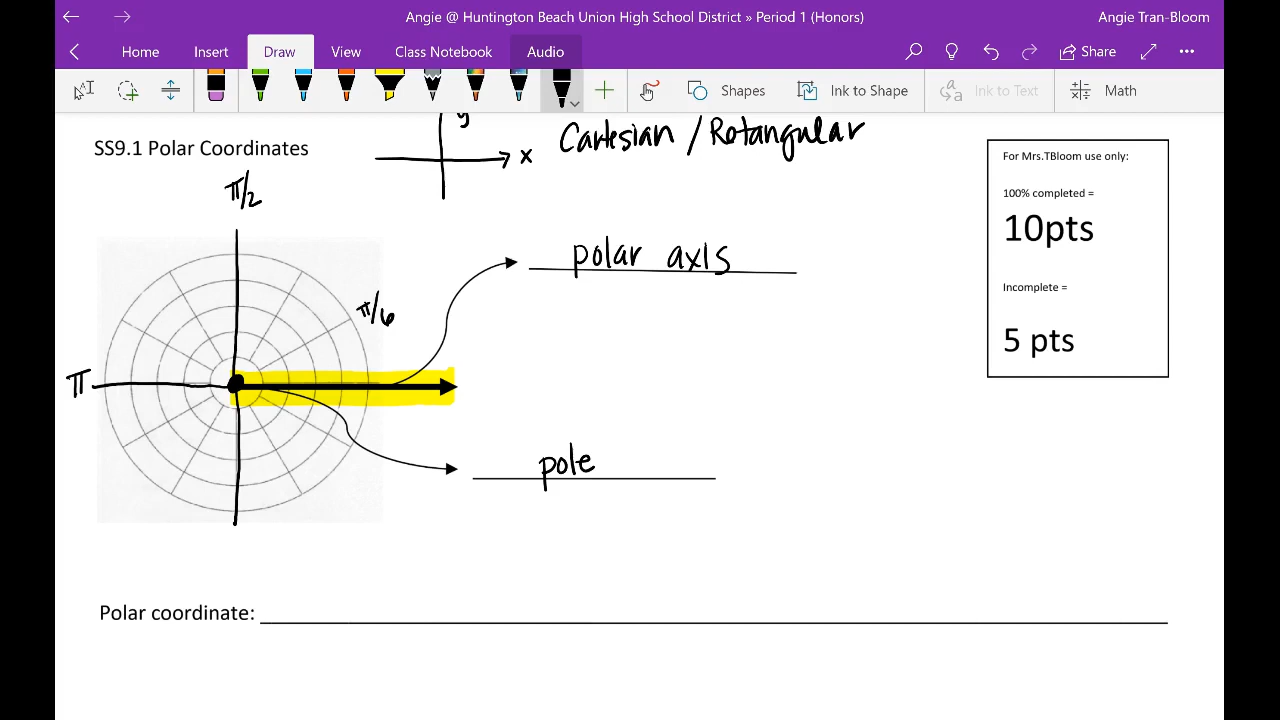 Angie @ Huntington Beach Union High School District » Period 1 (Honors)
Angie Tran-Bloom
Home Insert Draw View Class Notebook Audio
Share
Shapes Ink to Shape Ink to Text Math
y
x
Cartesian / Rotangular
SS9.1 Polar Coordinates
π/2
For Mrs.TBloom use only:
100% completed =
10pts
Incomplete =
5 pts
polar axis
π/6
π
pole
Polar coordinate: